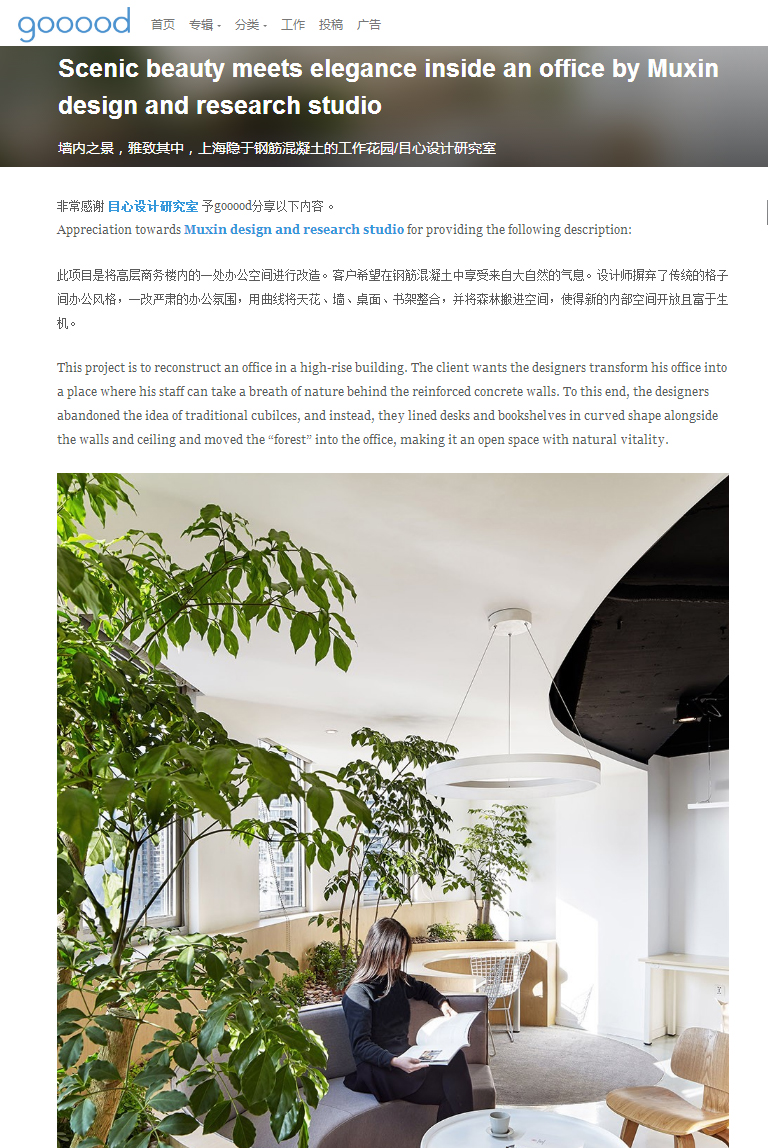 gooood
首页 专辑 分类 工作 投稿 广告
Scenic beauty meets elegance inside an office by Muxin
design and research studio
墙内之景，雅致其中，上海隐于钢筋混凝土的工作花园/目心设计研究室
非常感谢 目心设计研究室 予gooood分享以下内容 。
Appreciation towards Muxin design and research studio for providing the following description:
此项目是将高层商务楼内的一处办公空间进行改造。客户希望在钢筋混凝土中享受来自大自然的气息。设计师摒弃了传统的格子
间办公风格，一改严肃的办公氛围，用曲线将天花、墙、桌面、书架整合，并将森林搬进空间，使得新的内部空间开放且富于生
机。
This project is to reconstruct an office in a high-rise building. The client wants the designers transform his office into
a place where his staff can take a breath of nature behind the reinforced concrete walls. To this end, the designers
abandoned the idea of traditional cubilces, and instead, they lined desks and bookshelves in curved shape alongside
the walls and ceiling and moved the “forest” into the office, making it an open space with natural vitality.